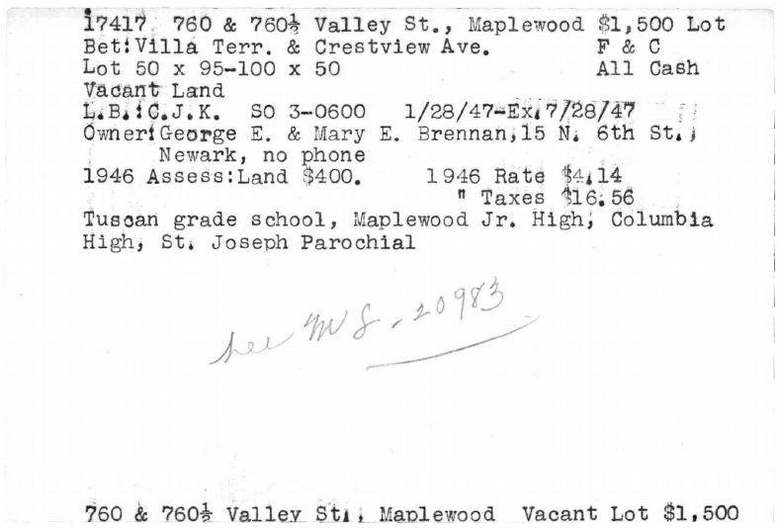 17417 760 & 760½ Valley St., Maplewood $1,500 Lot
Bet:Villa Terr. & Crestview Ave. F & C
Lot 50 x 95-100 x 50 All Cash
Vacant Land
L.B.:C.J.K. SO 3-0600 1/28/47-Ex.7/28/47
Owner:George E. & Mary E. Brennan,15 N. 6th St.,
Newark, no phone
1946 Assess:Land $400. 1946 Rate $4.14
" Taxes $16.56
Tuscan grade school, Maplewood Jr. High, Columbia
High, St. Joseph Parochial
see MLS - 20983
760 & 760½ Valley St., Maplewood Vacant Lot $1,500